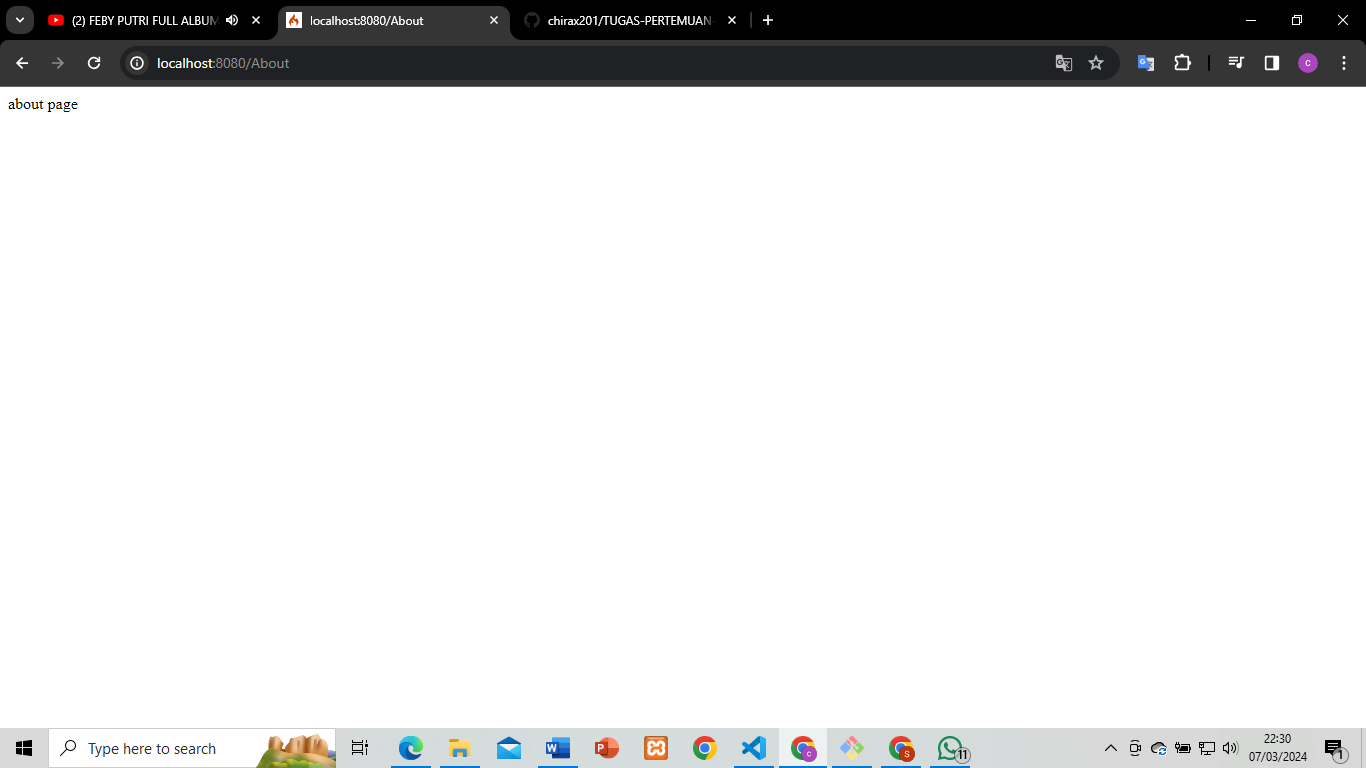 (2) FEBY PUTRI FULL ALBUM
localhost:8080/About
chirax201/TUGAS-PERTEMUAN-
localhost:8080/About
c
about page
Type here to search
c
S
11
22:30
07/03/2024
1